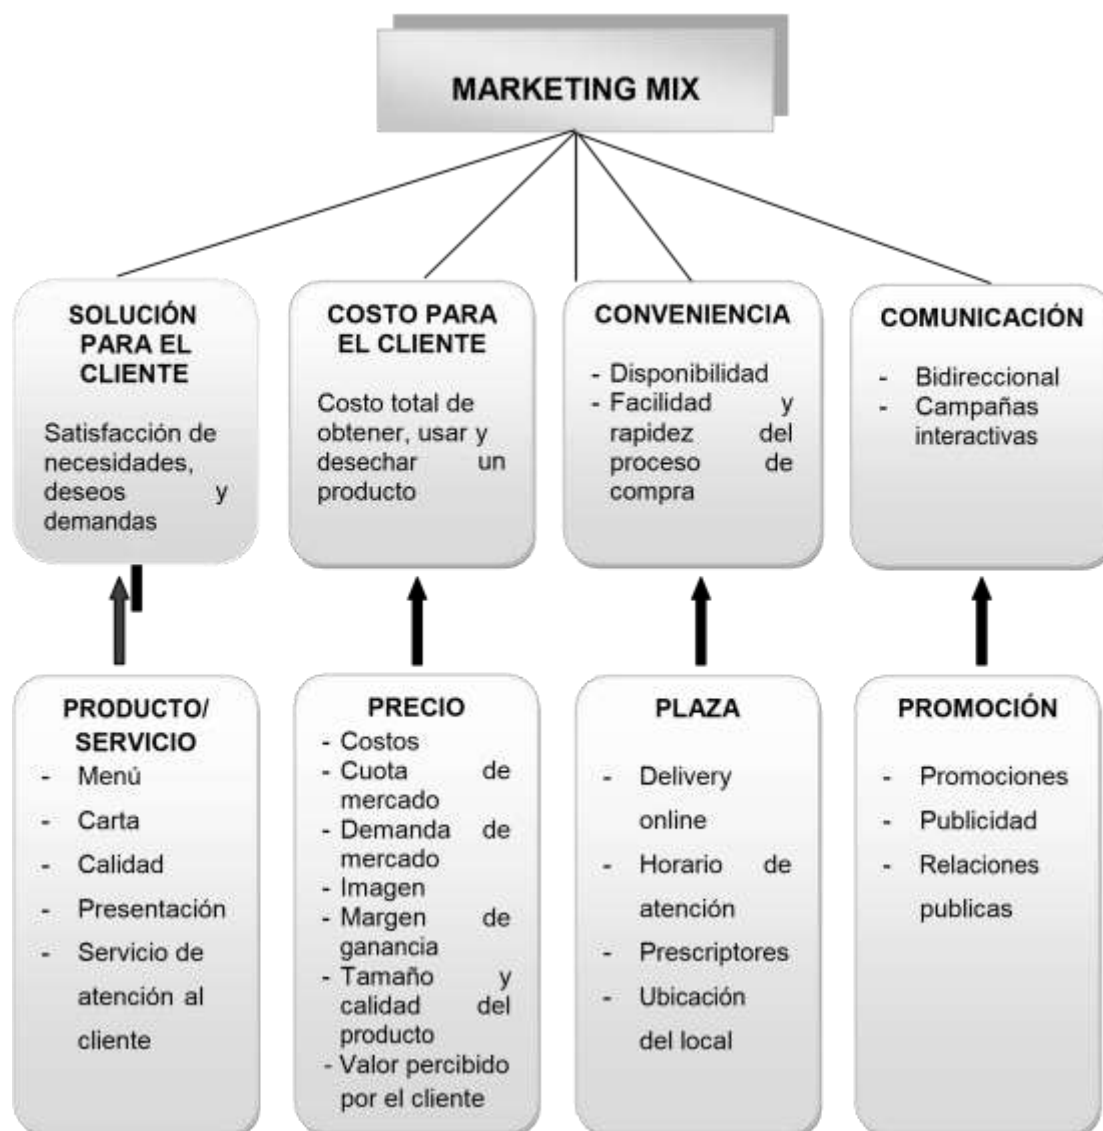 MARKETING MIX
SOLUCIÓN
PARA EL
CLIENTE
Satisfacción de
necesidades,
deseos y
demandas
COSTO PARA
EL CLIENTE
Costo total de
obtener, usar y
desechar un
producto
CONVENIENCIA
- Disponibilidad
- Facilidad y
rapidez del
proceso de
compra
COMUNICACIÓN
- Bidireccional
- Campañas
interactivas
PRODUCTO/
SERVICIO
- Menú
- Carta
- Calidad
- Presentación
- Servicio de
atención al
cliente
PRECIO
- Costos
- Cuota de
mercado
- Demanda de
mercado
- Imagen
- Margen de
ganancia
- Tamaño y
calidad del
producto
- Valor percibido
por el cliente
PLAZA
- Delivery
online
- Horario de
atención
- Prescriptores
- Ubicación
del local
PROMOCIÓN
- Promociones
- Publicidad
- Relaciones
publicas